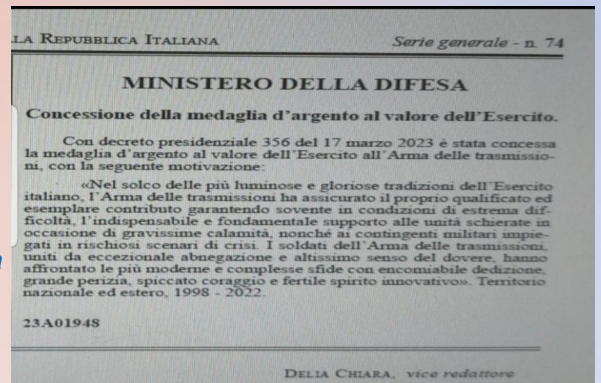 LA REPUBBLICA ITALIANA
Serie generale - n. 74
MINISTERO DELLA DIFESA
Concessione della medaglia d'argento al valore dell'Esercito.
Con decreto presidenziale 356 del 17 marzo 2023 è stata concessa
la medaglia d'argento al valore dell'Esercito all'Arma delle trasmissio-
ni, con la seguente motivazione:
«Nel solco delle più luminose e gloriose tradizioni dell'Esercito
italiano, l'Arma delle trasmissioni ha assicurato il proprio qualificato ed
esemplare contributo garantendo sovente in condizioni di estrema dif-
ficoltà, l'indispensabile e fondamentale supporto alle unità schierate in
occasione di gravissime calamità, nonché ai contingenti militari impie-
gati in rischiosi scenari di crisi. I soldati dell'Arma delle trasmissioni,
uniti da eccezionale abnegazione e altissimo senso del dovere, hanno
affrontato le più moderne e complesse sfide con encomiabile dedizione,
grande perizia, spiccato coraggio e fertile spirito innovativo». Territorio
nazionale ed estero, 1998 - 2022.
23A01948
DELIA CHIARA, vice redattore